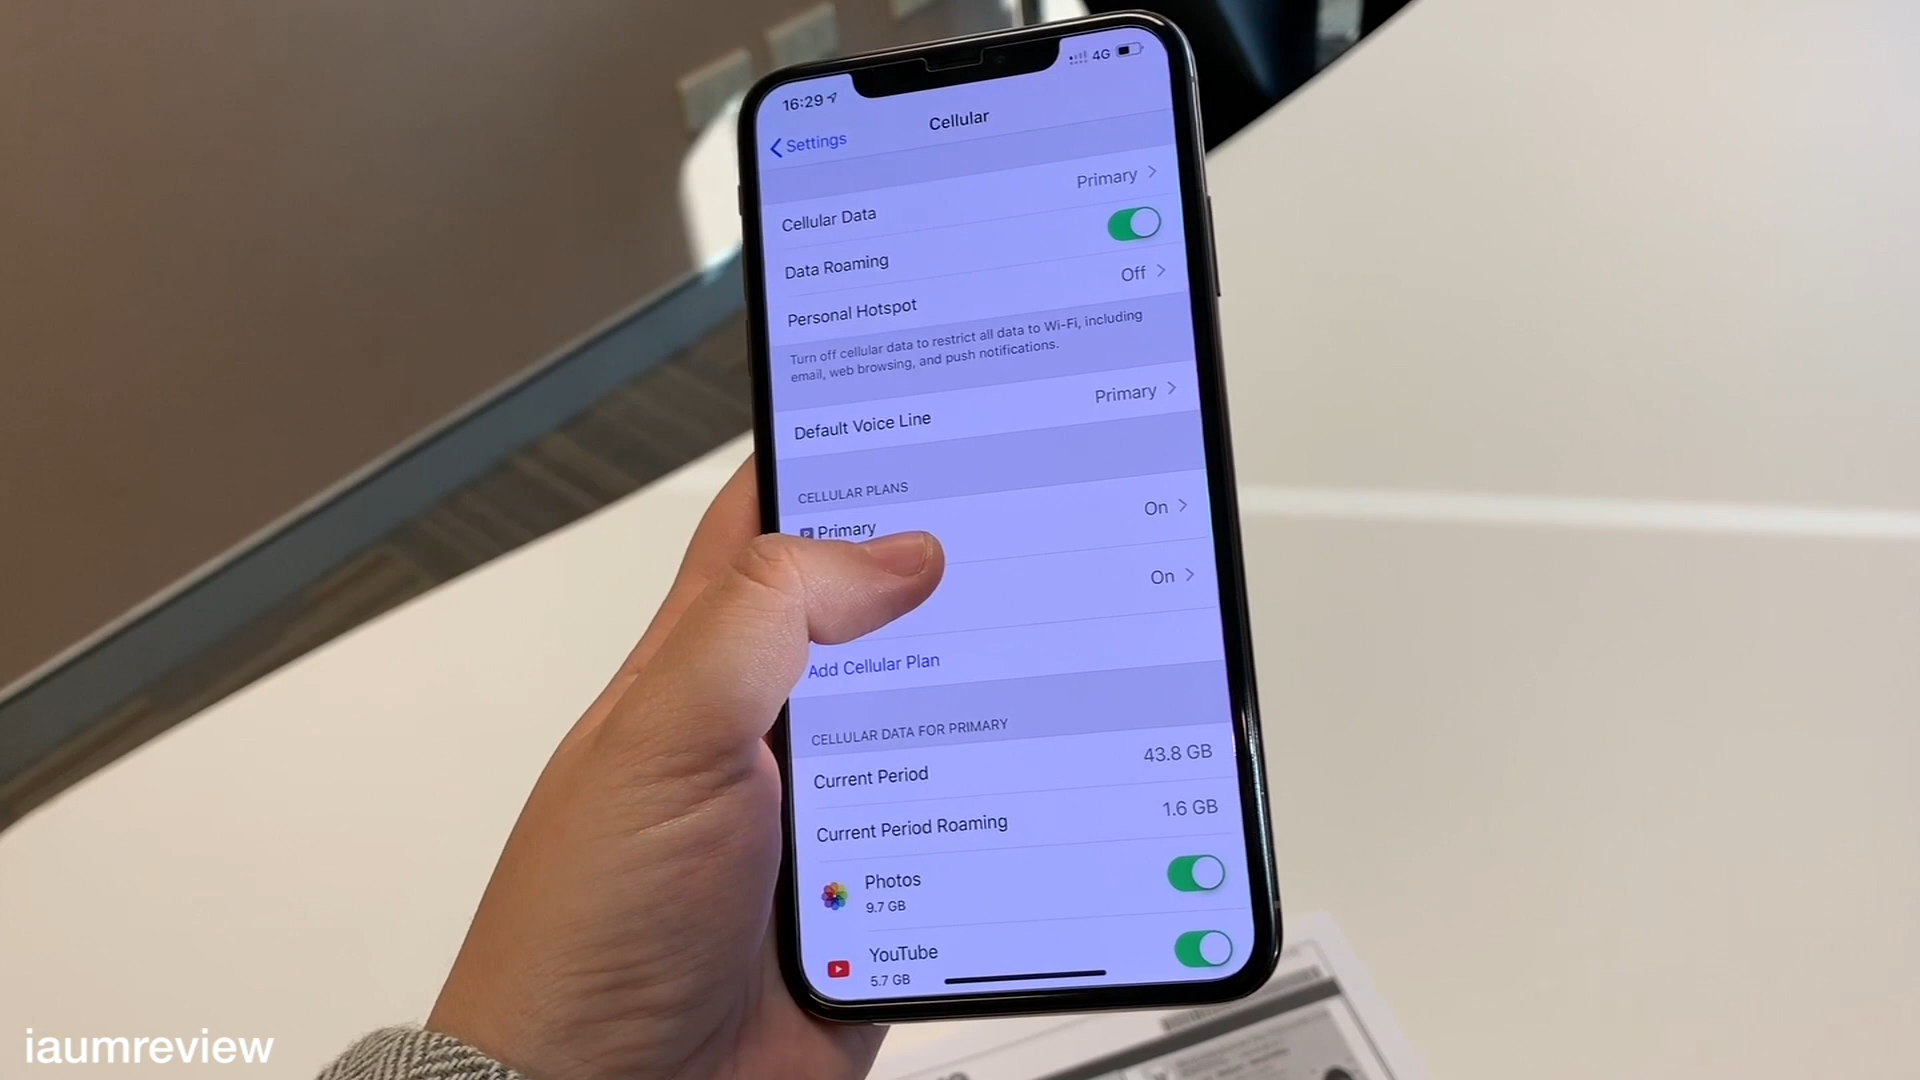 16:29
4G
Settings
Cellular
Cellular Data
Primary
Data Roaming
Personal Hotspot
Off
Turn off cellular data to restrict all data to Wi-Fi, including
email, web browsing, and push notifications.
Default Voice Line
Primary
CELLULAR PLANS
P Primary
On
On
Add Cellular Plan
CELLULAR DATA FOR PRIMARY
Current Period
43.8 GB
Current Period Roaming
1.6 GB
Photos
9.7 GB
YouTube
5.7 GB
iaumreview